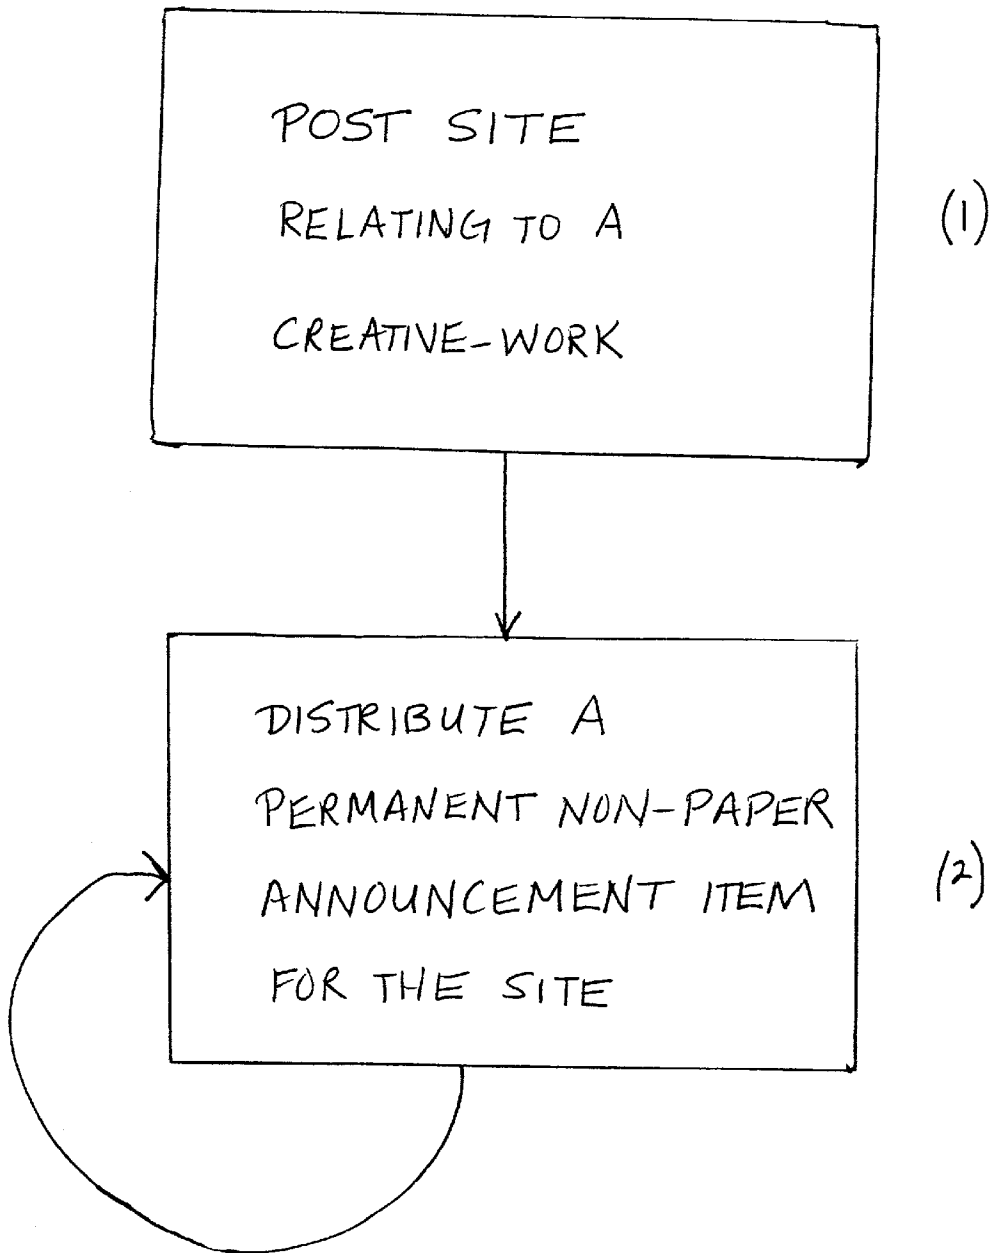 POST SITE
RELATING TO A
CREATIVE-WORK
(1)
DISTRIBUTE A
PERMANENT NON-PAPER
ANNOUNCEMENT ITEM
FOR THE SITE
(2)